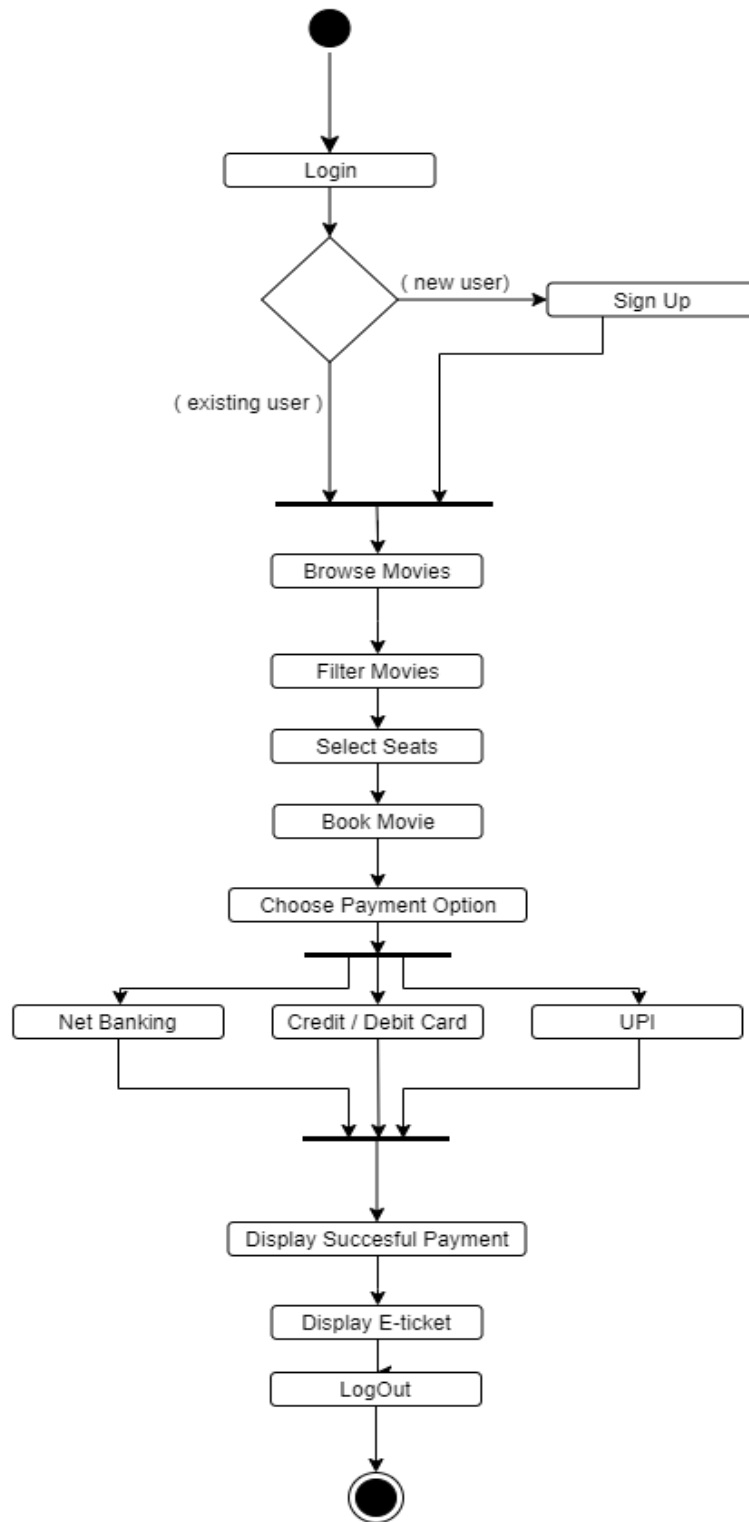 Login
( new user)
Sign Up
( existing user )
Browse Movies
Filter Movies
Select Seats
Book Movie
Choose Payment Option
Net Banking
Credit / Debit Card
UPI
Display Succesful Payment
Display E-ticket
LogOut